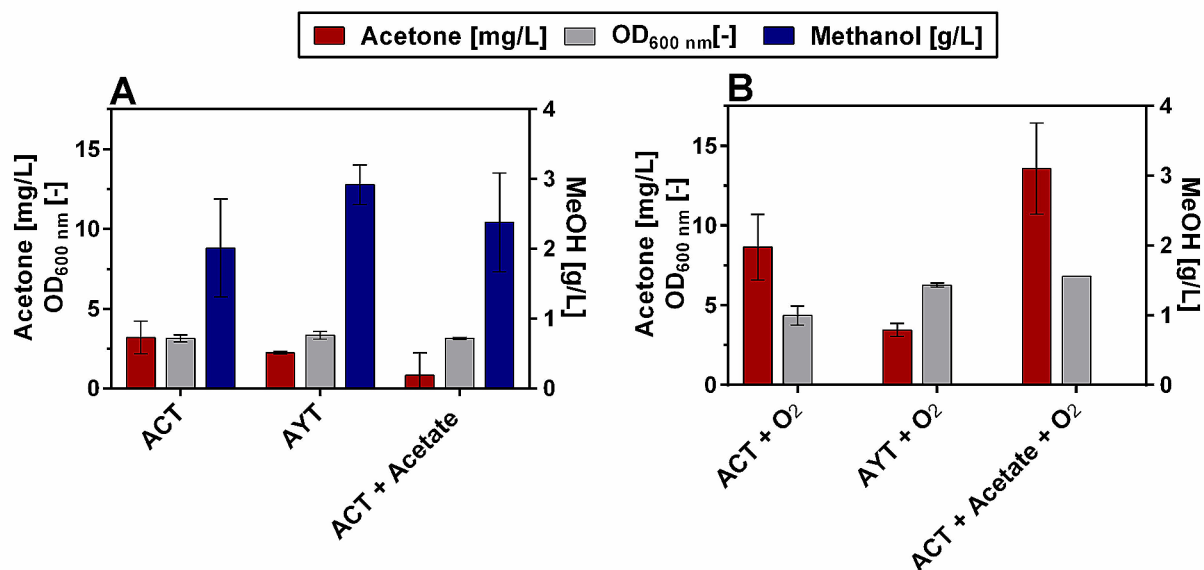 Acetone [mg/L] OD600 nm[-] Methanol [g/L]
A
Acetone [mg/L]
OD600 nm [-]
15
10
5
0
4
3
2
1
0
MeOH [g/L]
ACT
AYT
ACT + Acetate
B
Acetone [mg/L]
OD600 nm [-]
15
10
5
0
4
3
2
1
0
MeOH [g/L]
ACT + O2
AYT + O2
ACT + Acetate + O2